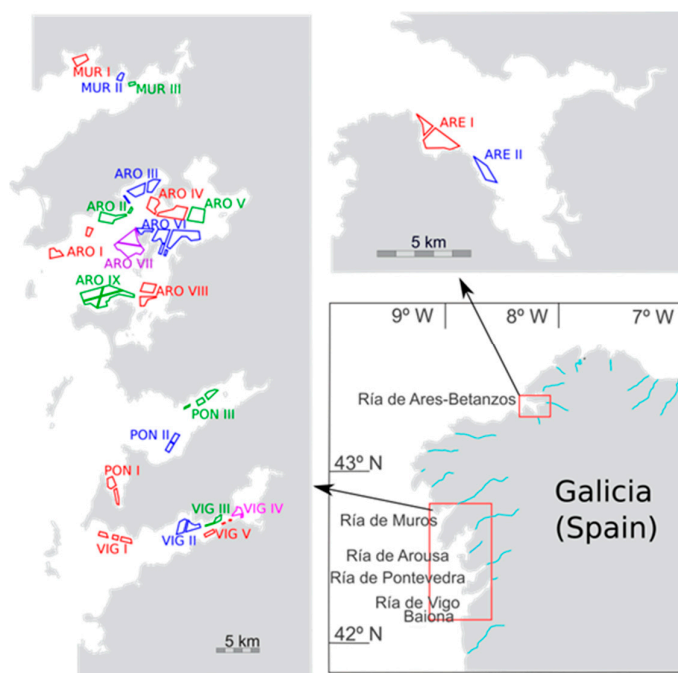 MUR I
MUR II
MUR III
ARO III
ARO IV
ARO II
ARO V
ARO VI
ARO I
ARO VII
ARO IX
ARO VIII
PON III
PON II
PON I
VIG III
VIG IV
VIG I
VIG II
VIG V
5 km
ARE I
ARE II
5 km
9º W
8º W
7º W
Ría de Ares-Betanzos
43º N
Galicia
(Spain)
Ría de Muros
Ría de Arousa
Ría de Pontevedra
Ría de Vigo
Baiona
42º N